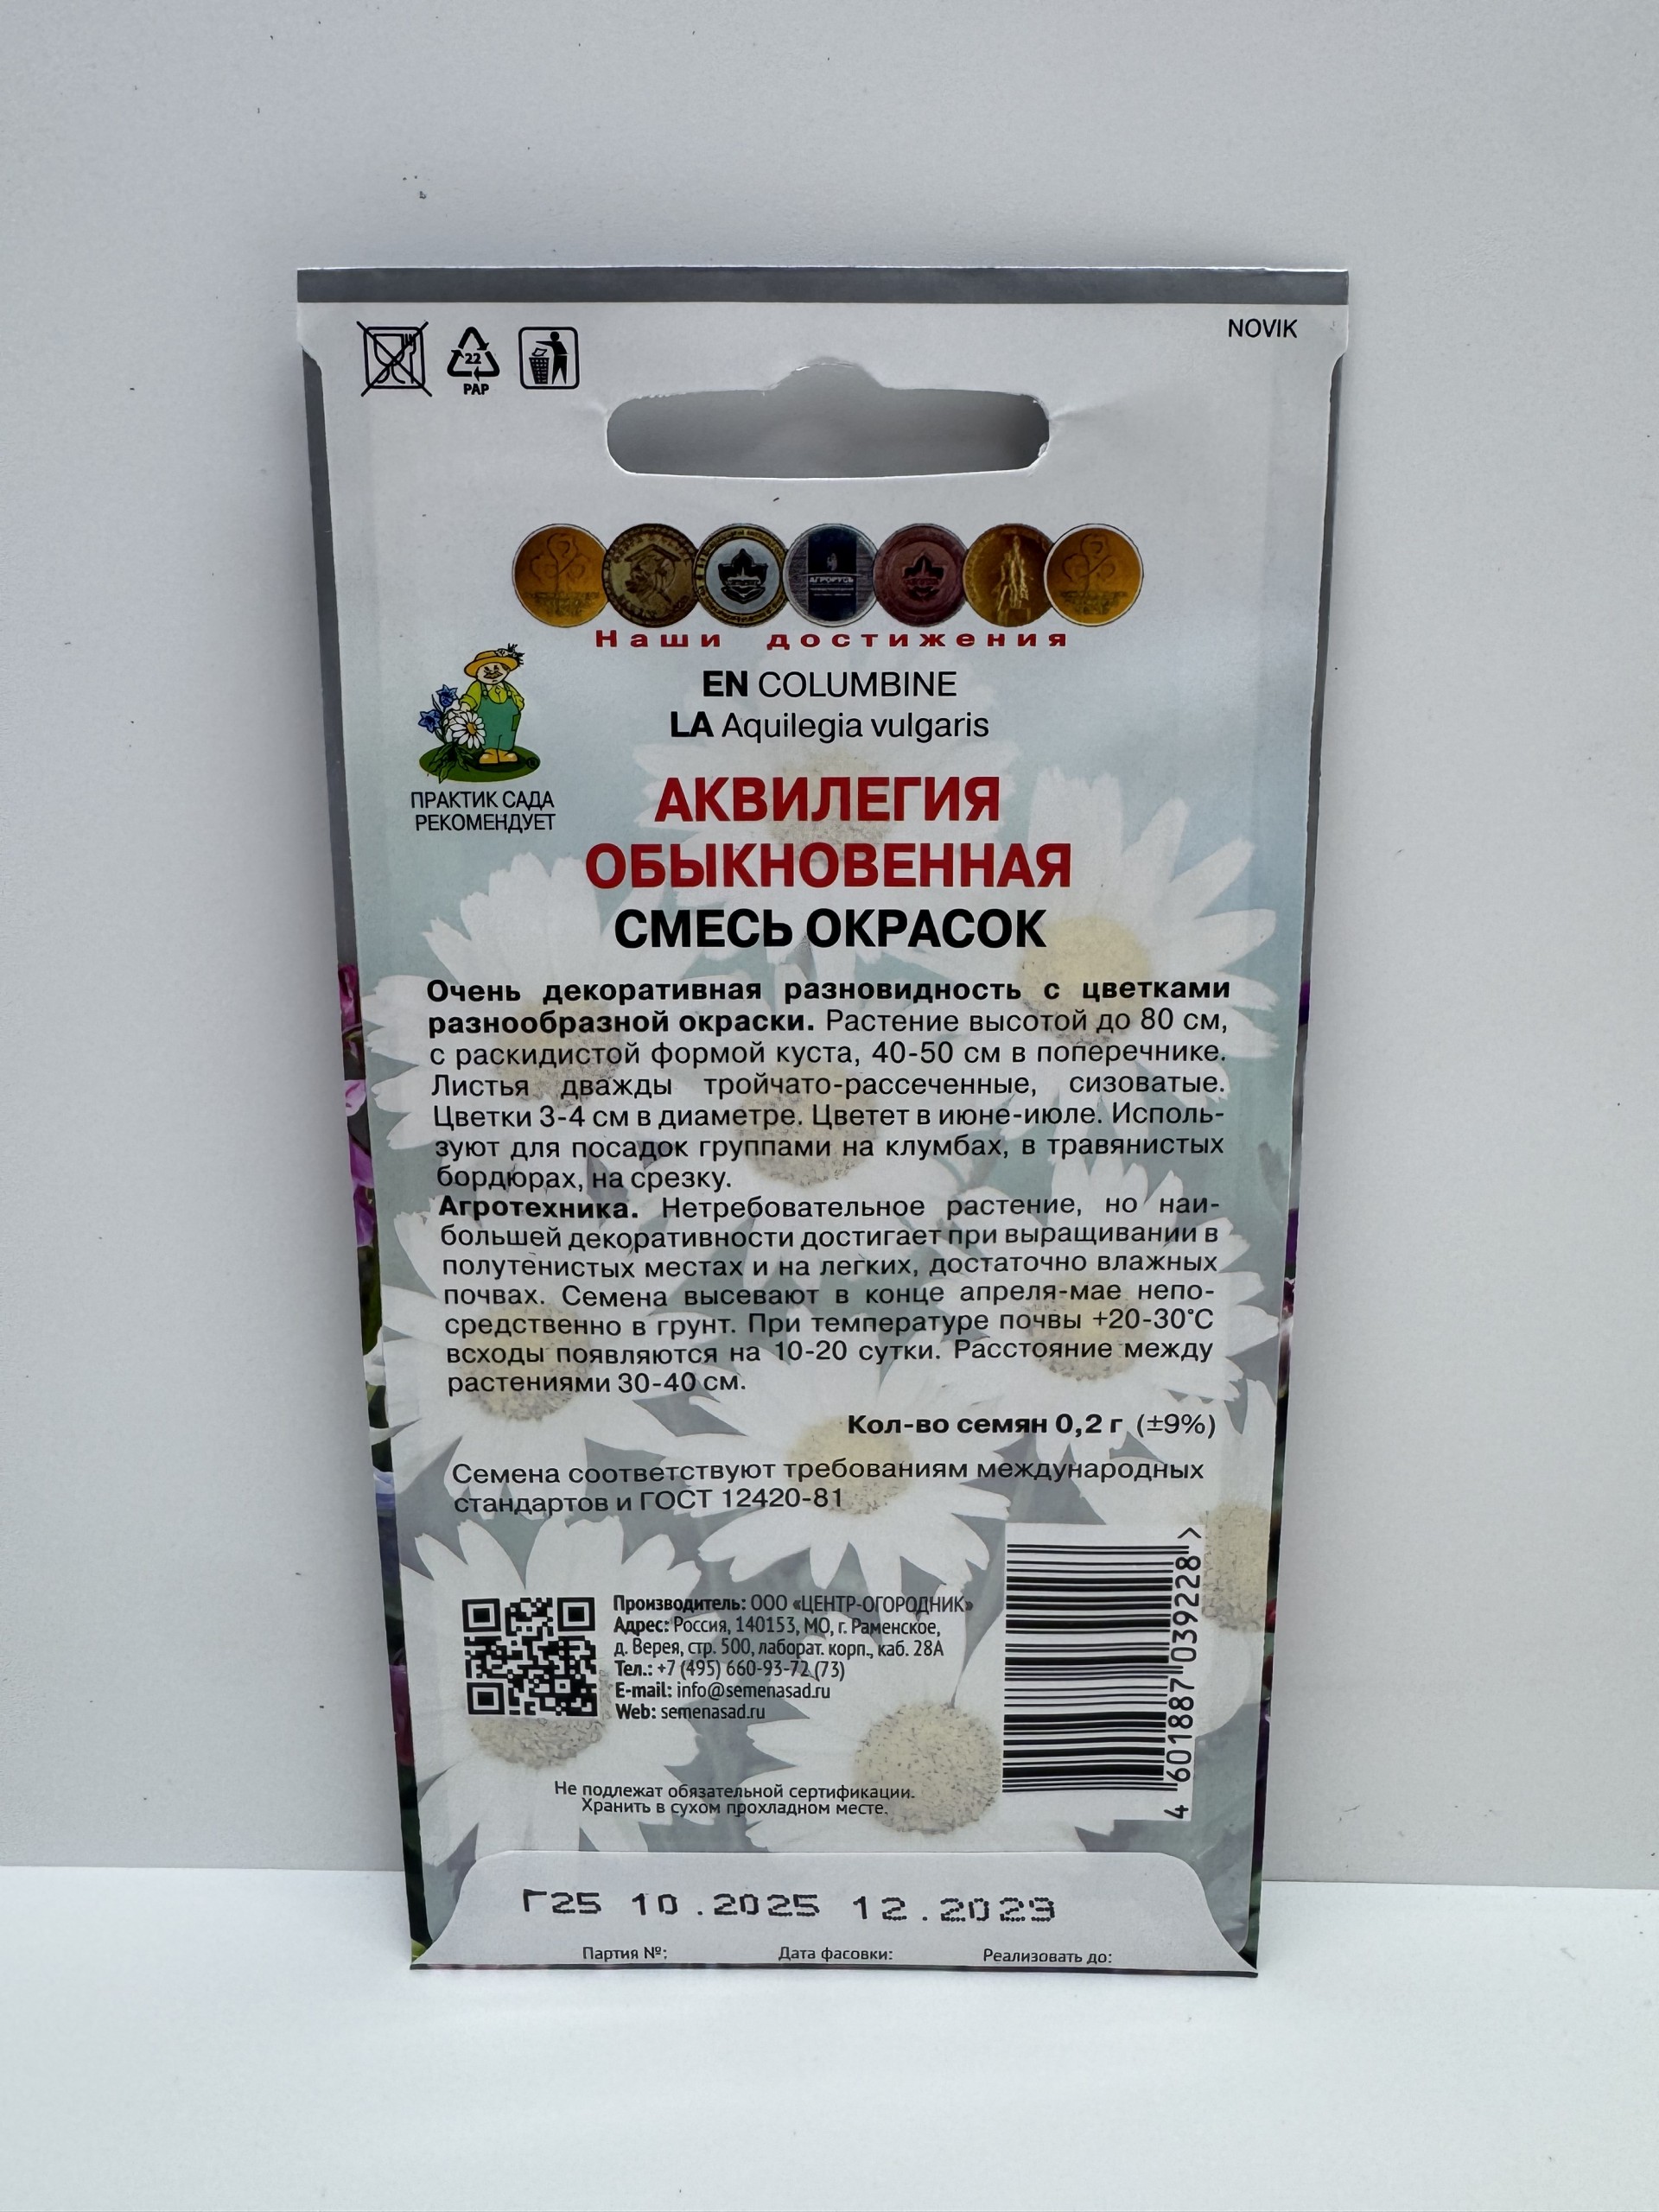 NOVIK
22
PAP
АГРОРУСЬ
Наши достижения
EN COLUMBINE
LA Aquilegia vulgaris
ПРАКТИК САДА
РЕКОМЕНДУЕТ
АКВИЛЕГИЯ
ОБЫКНОВЕННАЯ
СМЕСЬ ОКРАСОК
Очень декоративная разновидность с цветками
разнообразной окраски. Растение высотой до 80 см,
с раскидистой формой куста, 40-50 см в поперечнике.
Листья дважды тройчато-рассеченные, сизоватые.
Цветки 3-4 см в диаметре. Цветет в июне-июле. Исполь-
зуют для посадок группами на клумбах, в травянистых
бордюрах, на срезку.
Агротехника. Нетребовательное растение, но наи-
большей декоративности достигает при выращивании в
полутенистых местах и на легких, достаточно влажных
почвах. Семена высевают в конце апреля-мае непо-
средственно в грунт. При температуре почвы +20-30°С
всходы появляются на 10-20 сутки. Расстояние между
растениями 30-40 см.
Кол-во семян 0,2 г (±9%)
Семена соответствуют требованиям международных
стандартов и ГОСТ 12420-81
Производитель: ООО «ЦЕНТР-ОГОРОДНИК»
Адрес: Россия, 140153, МО, г. Раменское,
д. Верея, стр. 500, лаборат. корп., каб. 28А
Тел.: +7 (495) 660-93-72 (73)
E-mail: info@semenasad.ru
Web: semenasad.ru
4 601887 039228 >
Не подлежат обязательной сертификации.
Хранить в сухом прохладном месте.
Г25 10.2025 12.2029
Партия №: Дата фасовки: Реализовать до: